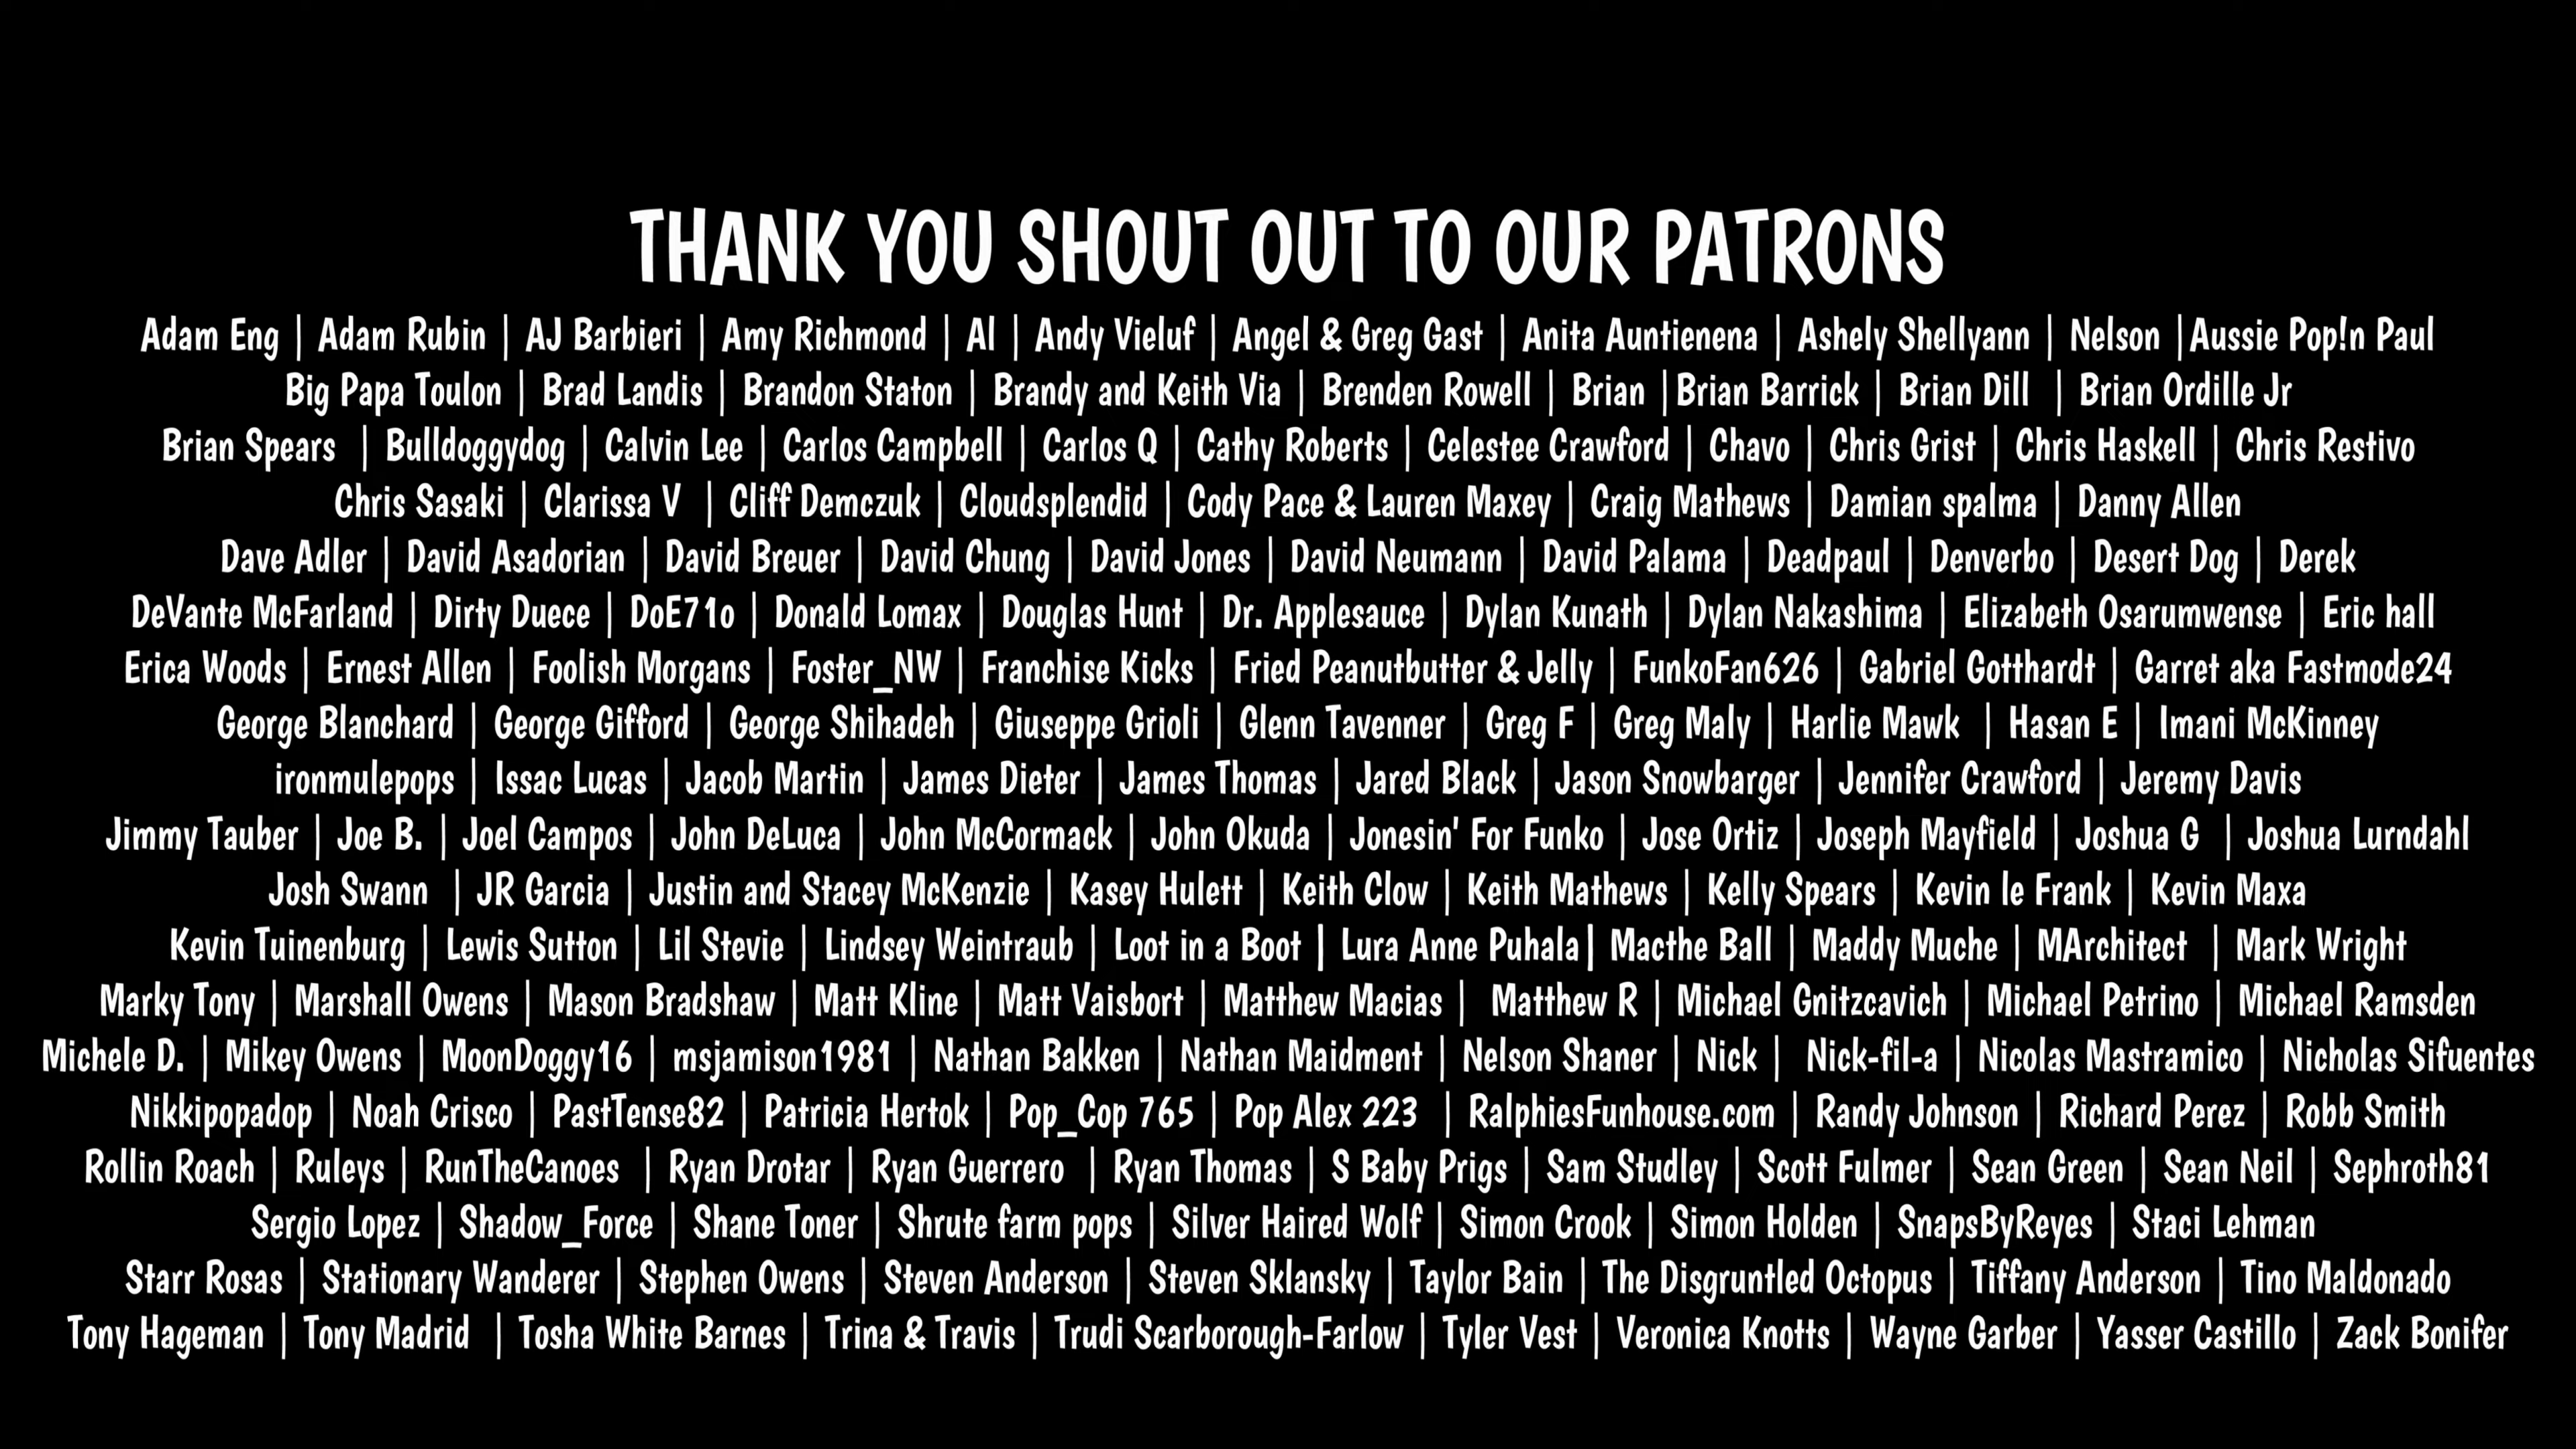 THANK YOU SHOUT OUT TO OUR PATRONS
Adam Eng | Adam Rubin | AJ Barbieri | Amy Richmond | Al | Andy Vieluf | Angel & Greg Gast | Anita Auntienena | Ashely Shellyann | Nelson |Aussie Pop!n Paul
Big Papa Toulon | Brad Landis | Brandon Staton | Brandy and Keith Via | Brenden Rowell | Brian |Brian Barrick | Brian Dill | Brian Ordille Jr
Brian Spears | Bulldoggydog | Calvin Lee | Carlos Campbell | Carlos Q | Cathy Roberts | Celestee Crawford | Chavo | Chris Grist | Chris Haskell | Chris Restivo
Chris Sasaki | Clarissa V | Cliff Demczuk | Cloudsplendid | Cody Pace & Lauren Maxey | Craig Mathews | Damian spalma | Danny Allen
Dave Adler | David Asadorian | David Breuer | David Chung | David Jones | David Neumann | David Palama | Deadpaul | Denverbo | Desert Dog | Derek
DeVante McFarland | Dirty Duece | DoE71o | Donald Lomax | Douglas Hunt | Dr. Applesauce | Dylan Kunath | Dylan Nakashima | Elizabeth Osarumwense | Eric hall
Erica Woods | Ernest Allen | Foolish Morgans | Foster_NW | Franchise Kicks | Fried Peanutbutter & Jelly | FunkoFan626 | Gabriel Gotthardt | Garret aka Fastmode24
George Blanchard | George Gifford | George Shihadeh | Giuseppe Grioli | Glenn Tavenner | Greg F | Greg Maly | Harlie Mawk | Hasan E | Imani McKinney
ironmulepops | Issac Lucas | Jacob Martin | James Dieter | James Thomas | Jared Black | Jason Snowbarger | Jennifer Crawford | Jeremy Davis
Jimmy Tauber | Joe B. | Joel Campos | John DeLuca | John McCormack | John Okuda | Jonesin' For Funko | Jose Ortiz | Joseph Mayfield | Joshua G | Joshua Lurndahl
Josh Swann | JR Garcia | Justin and Stacey McKenzie | Kasey Hulett | Keith Clow | Keith Mathews | Kelly Spears | Kevin le Frank | Kevin Maxa
Kevin Tuinenburg | Lewis Sutton | Lil Stevie | Lindsey Weintraub | Loot in a Boot | Lura Anne Puhala| Macthe Ball | Maddy Muche | MArchitect | Mark Wright
Marky Tony | Marshall Owens | Mason Bradshaw | Matt Kline | Matt Vaisbort | Matthew Macias | Matthew R | Michael Gnitzcavich | Michael Petrino | Michael Ramsden
Michele D. | Mikey Owens | MoonDoggy16 | msjamison1981 | Nathan Bakken | Nathan Maidment | Nelson Shaner | Nick | Nick-fil-a | Nicolas Mastramico | Nicholas Sifuentes
Nikkipopadop | Noah Crisco | PastTense82 | Patricia Hertok | Pop_Cop 765 | Pop Alex 223 | RalphiesFunhouse.com | Randy Johnson | Richard Perez | Robb Smith
Rollin Roach | Ruleys | RunTheCanoes | Ryan Drotar | Ryan Guerrero | Ryan Thomas | S Baby Prigs | Sam Studley | Scott Fulmer | Sean Green | Sean Neil | Sephroth81
Sergio Lopez | Shadow_Force | Shane Toner | Shrute farm pops | Silver Haired Wolf | Simon Crook | Simon Holden | SnapsByReyes | Staci Lehman
Starr Rosas | Stationary Wanderer | Stephen Owens | Steven Anderson | Steven Sklansky | Taylor Bain | The Disgruntled Octopus | Tiffany Anderson | Tino Maldonado
Tony Hageman | Tony Madrid | Tosha White Barnes | Trina & Travis | Trudi Scarborough-Farlow | Tyler Vest | Veronica Knotts | Wayne Garber | Yasser Castillo | Zack Bonifer